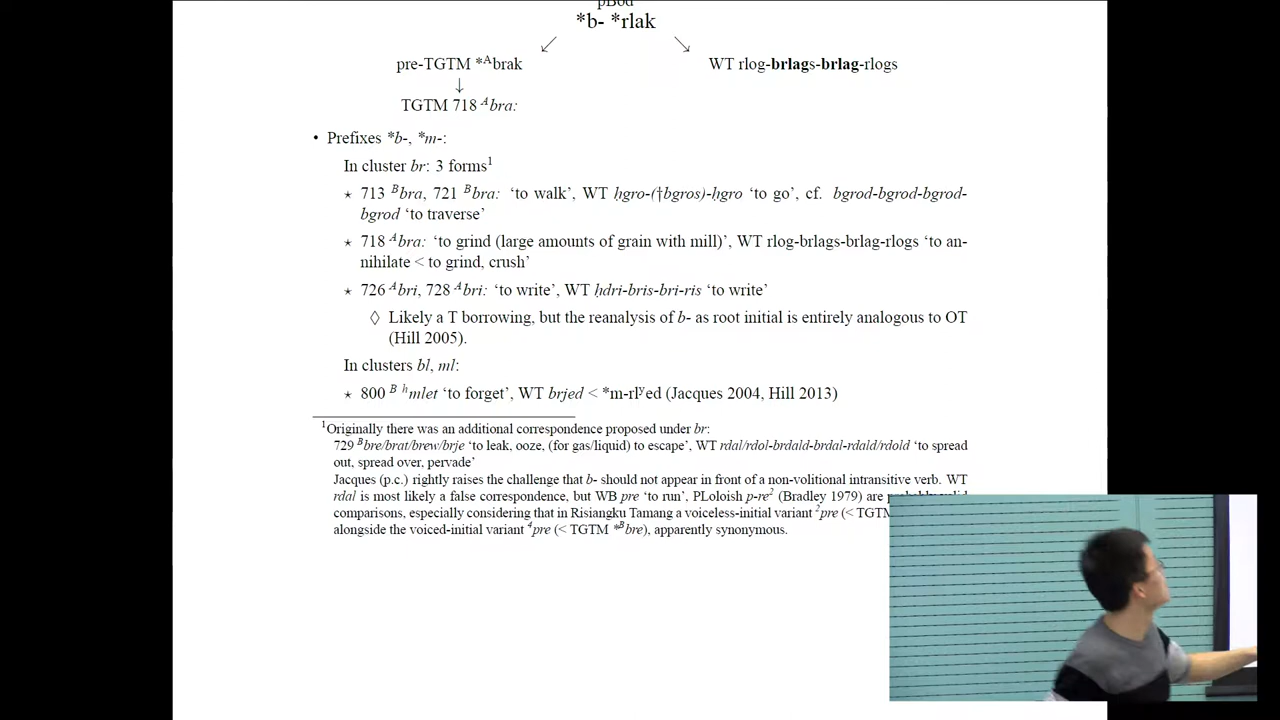 pBod
*b- *rlak
pre-TGTM *ᴬbrak
WT rlog-brlags-brlag-rlogs
TGTM 718 ᴬbra:
• Prefixes *b-, *m-:
In cluster br: 3 forms¹
⋆ 713 ᴮbra, 721 ᴮbra: ‘to walk’, WT ḥgro-(†bgros)-ḥgro ‘to go’, cf. bgrod-bgrod-bgrod-
bgrod ‘to traverse’
⋆ 718 ᴬbra: ‘to grind (large amounts of grain with mill)’, WT rlog-brlags-brlag-rlogs ‘to an-
nihilate < to grind, crush’
⋆ 726 ᴬbri, 728 ᴬbri: ‘to write’, WT ḥdri-bris-bri-ris ‘to write’
◊ Likely a T borrowing, but the reanalysis of b- as root initial is entirely analogous to OT
(Hill 2005).
In clusters bl, ml:
⋆ 800 ᴮ ʰmlet ‘to forget’, WT brjed < *m-rlʸed (Jacques 2004, Hill 2013)
¹Originally there was an additional correspondence proposed under br:
729 ᴮbre/brat/brew/brje ‘to leak, ooze, (for gas/liquid) to escape’, WT rdal/rdol-brdald-brdal-rdald/rdold ‘to spread
out, spread over, pervade’
Jacques (p.c.) rightly raises the challenge that b- should not appear in front of a non-volitional intransitive verb. WT
rdal is most likely a false correspondence, but WB pre ‘to run’, PLoloish p-re² (Bradley 1979) are
comparisons, especially considering that in Risiangku Tamang a voiceless-initial variant ²pre (< TGTM
alongside the voiced-initial variant ⁴pre (< TGTM *ᴮbre), apparently synonymous.